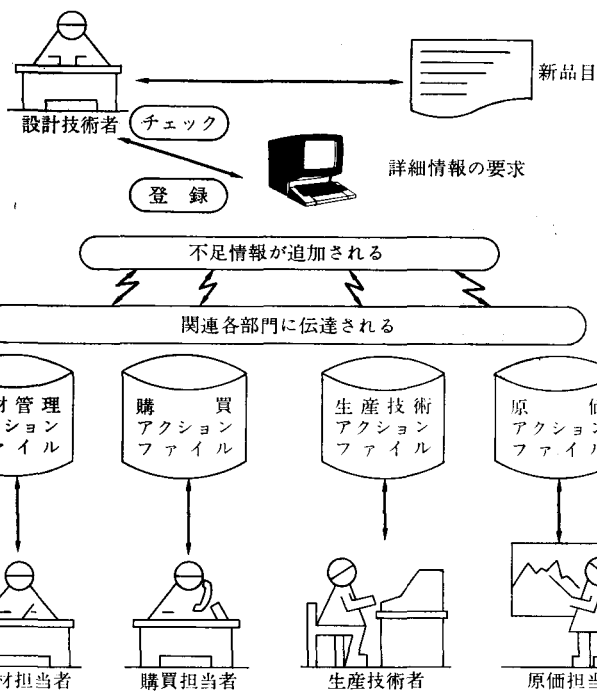 新品目
設計技術者
チェック
詳細情報の要求
登録
不足情報が追加される
関連各部門に伝達される
材管理
ション
イル
購買
アクション
ファイル
生産技術
アクション
ファイル
原価
アクション
ファイル
材担当者
購買担当者
生産技術者
原価担当